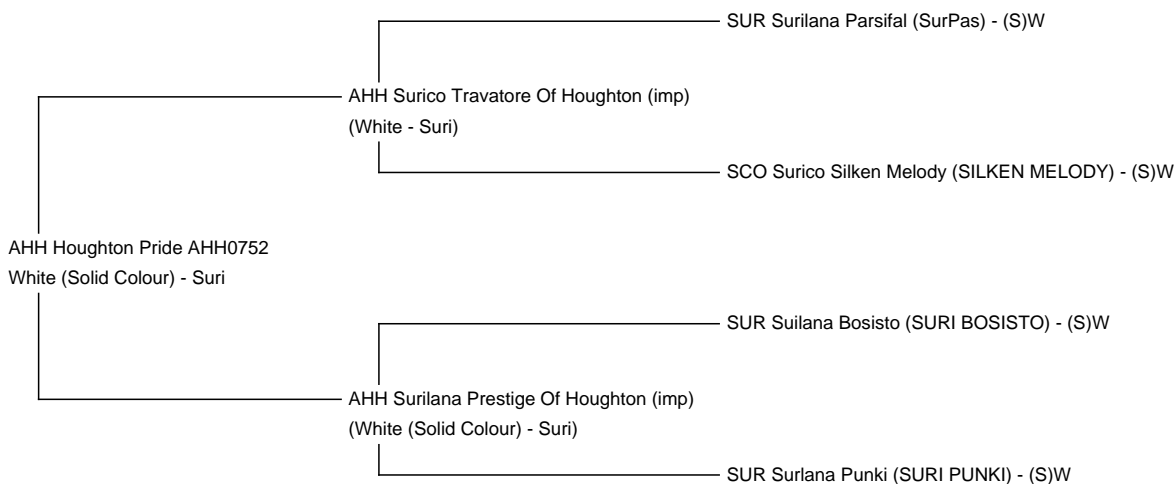 SUR Surilana Parsifal (SurPas) - (S)W
AHH Surico Travatore Of Houghton (imp)
(White - Suri)
SCO Surico Silken Melody (SILKEN MELODY) - (S)W
AHH Houghton Pride AHH0752
White (Solid Colour) - Suri
SUR Suilana Bosisto (SURI BOSISTO) - (S)W
AHH Surilana Prestige Of Houghton (imp)
(White (Solid Colour) - Suri)
SUR Surlana Punki (SURI PUNKI) - (S)W